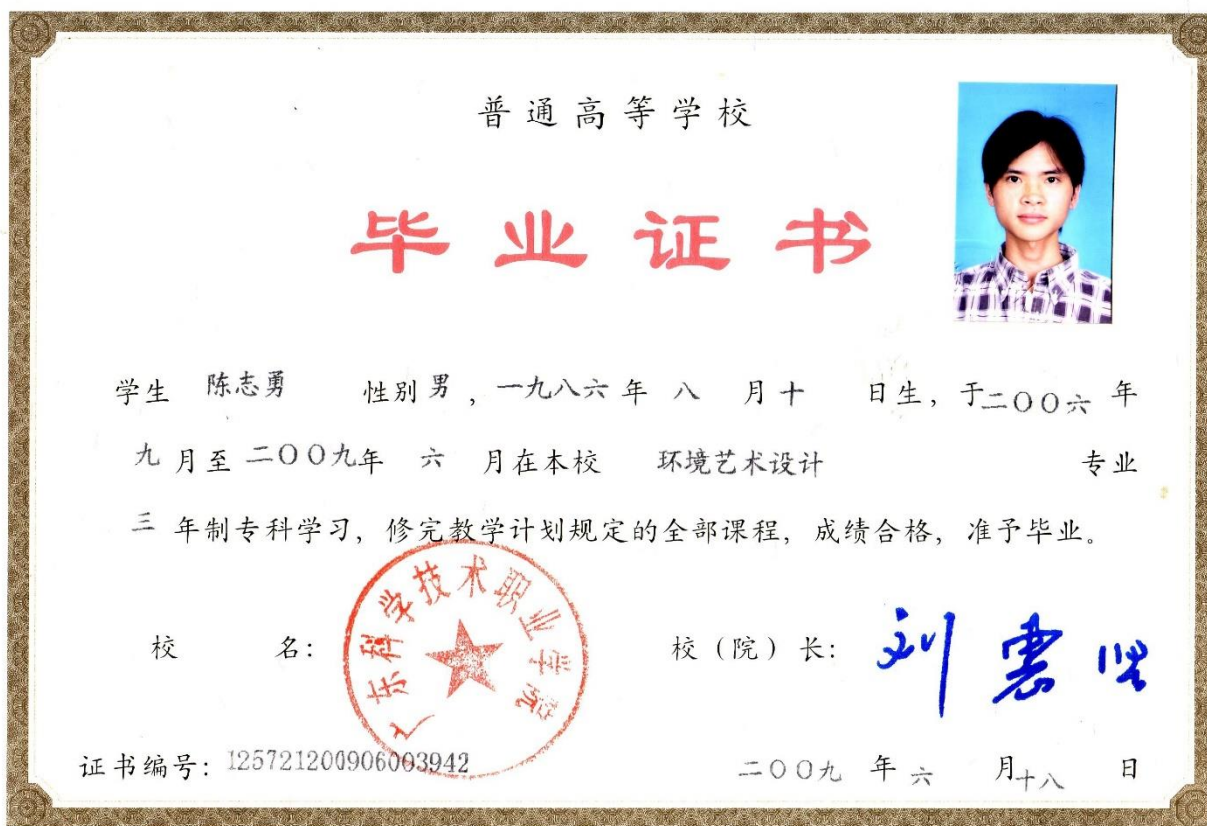 普通高等学校
毕业证书
学生 陈志勇 性别 男 , 一九八六 年 八 月 十 日生, 于 二〇〇六 年
九 月至 二〇〇九 年 六 月在本校 环境艺术设计 专业
三 年制专科学习, 修完教学计划规定的全部课程, 成绩合格, 准予毕业。
广东科学技术职业学院
校 名: 校(院)长:
证书编号: 125721200906003942 二〇〇九 年 六 月 十八 日